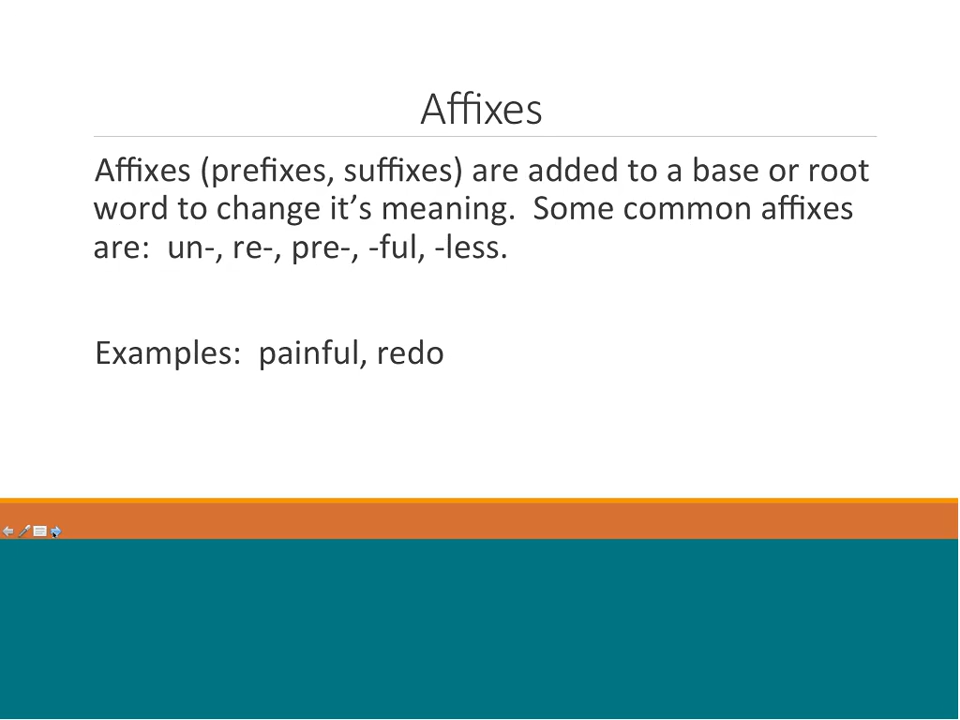 Affixes
Affixes (prefixes, suffixes) are added to a base or root
word to change it’s meaning.  Some common affixes
are:  un-, re-, pre-, -ful, -less.
Examples:  painful, redo